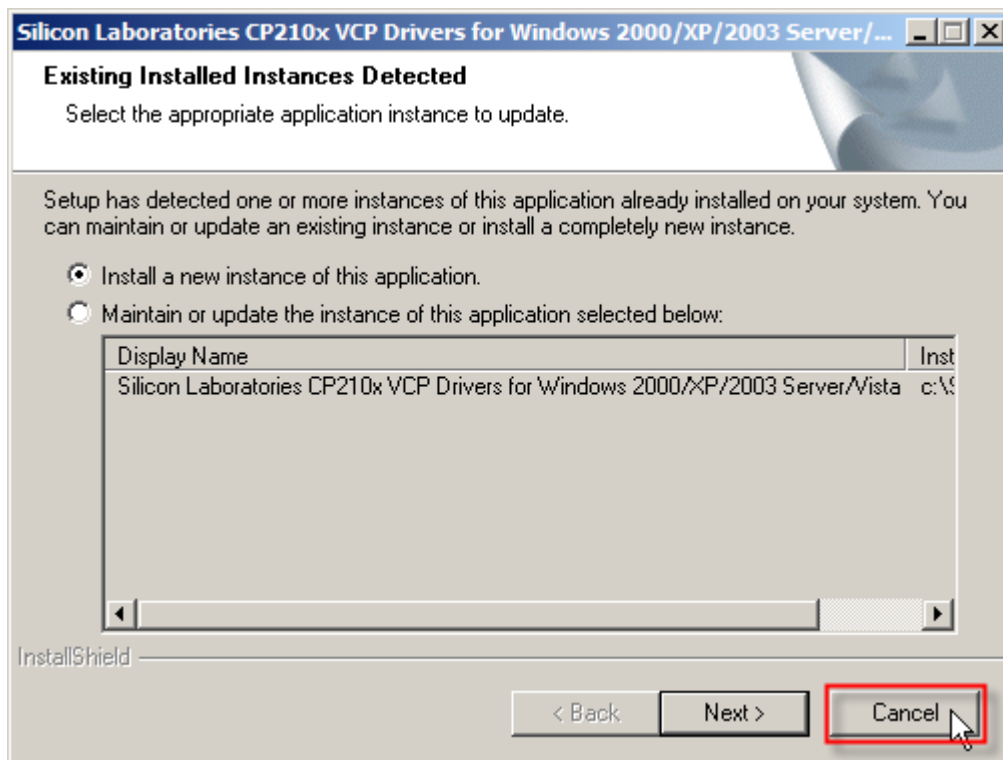 Silicon Laboratories CP210x VCP Drivers for Windows 2000/XP/2003 Server/...
Existing Installed Instances Detected
Select the appropriate application instance to update.
Setup has detected one or more instances of this application already installed on your system. You
can maintain or update an existing instance or install a completely new instance.
Install a new instance of this application.
Maintain or update the instance of this application selected below:
Display Name Inst
Silicon Laboratories CP210x VCP Drivers for Windows 2000/XP/2003 Server/Vista c:\S
InstallShield
< Back Next > Cancel